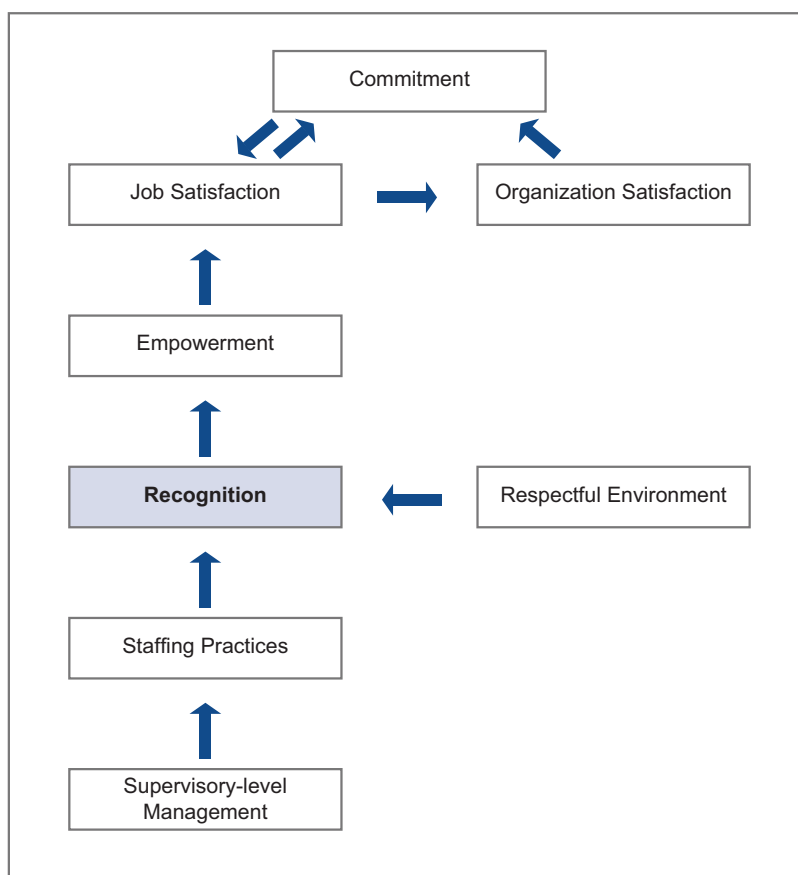 Commitment
Job Satisfaction
Organization Satisfaction
Empowerment
Recognition
Respectful Environment
Staffing Practices
Supervisory-level
Management